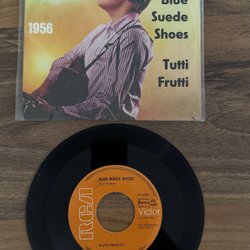 Blue
Suede
Shoes
1956
Tutti
Frutti
BLUE SUEDE SHOES
RCA
Victor
ELVIS PRESLEY